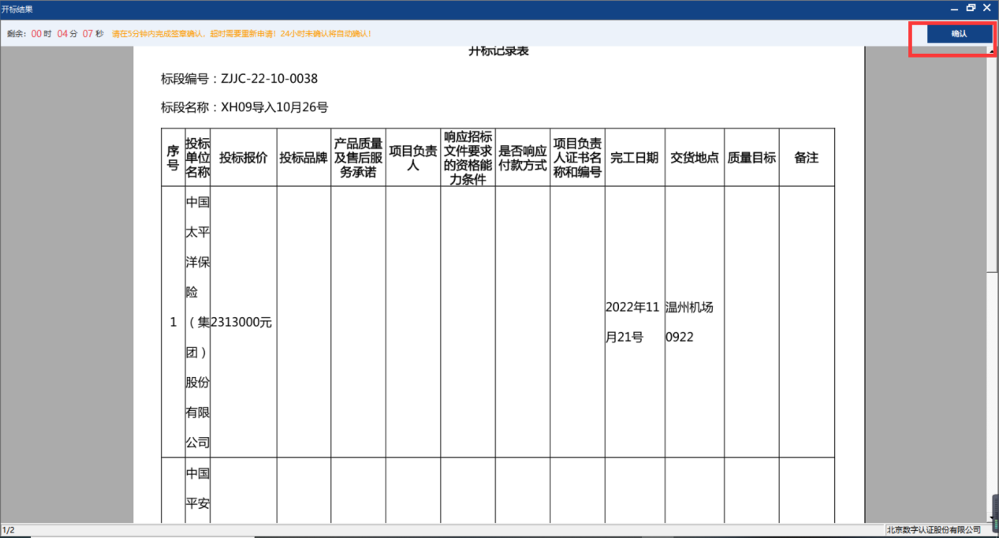 开标结果
剩余: 00 时 04 分 07 秒 请在5分钟内完成签章确认，超时需要重新申请！24小时未确认将自动确认！
确认
开标记录表
标段编号：ZJJC-22-10-0038
标段名称：XH09导入10月26号
序
号
投标
单位
名称
投标报价
投标品牌
产品质量
及售后服
务承诺
项目负责
人
响应招标
文件要求
的资格能
力条件
是否响应
付款方式
项目负责
人证书名
称和编号
完工日期
交货地点
质量目标
备注
1
中国
太平
洋保
险
（集
团）
股份
有限
公司
2313000元
2022年11
月21号
温州机场
0922
中国
平安
1/2
北京数字认证股份有限公司